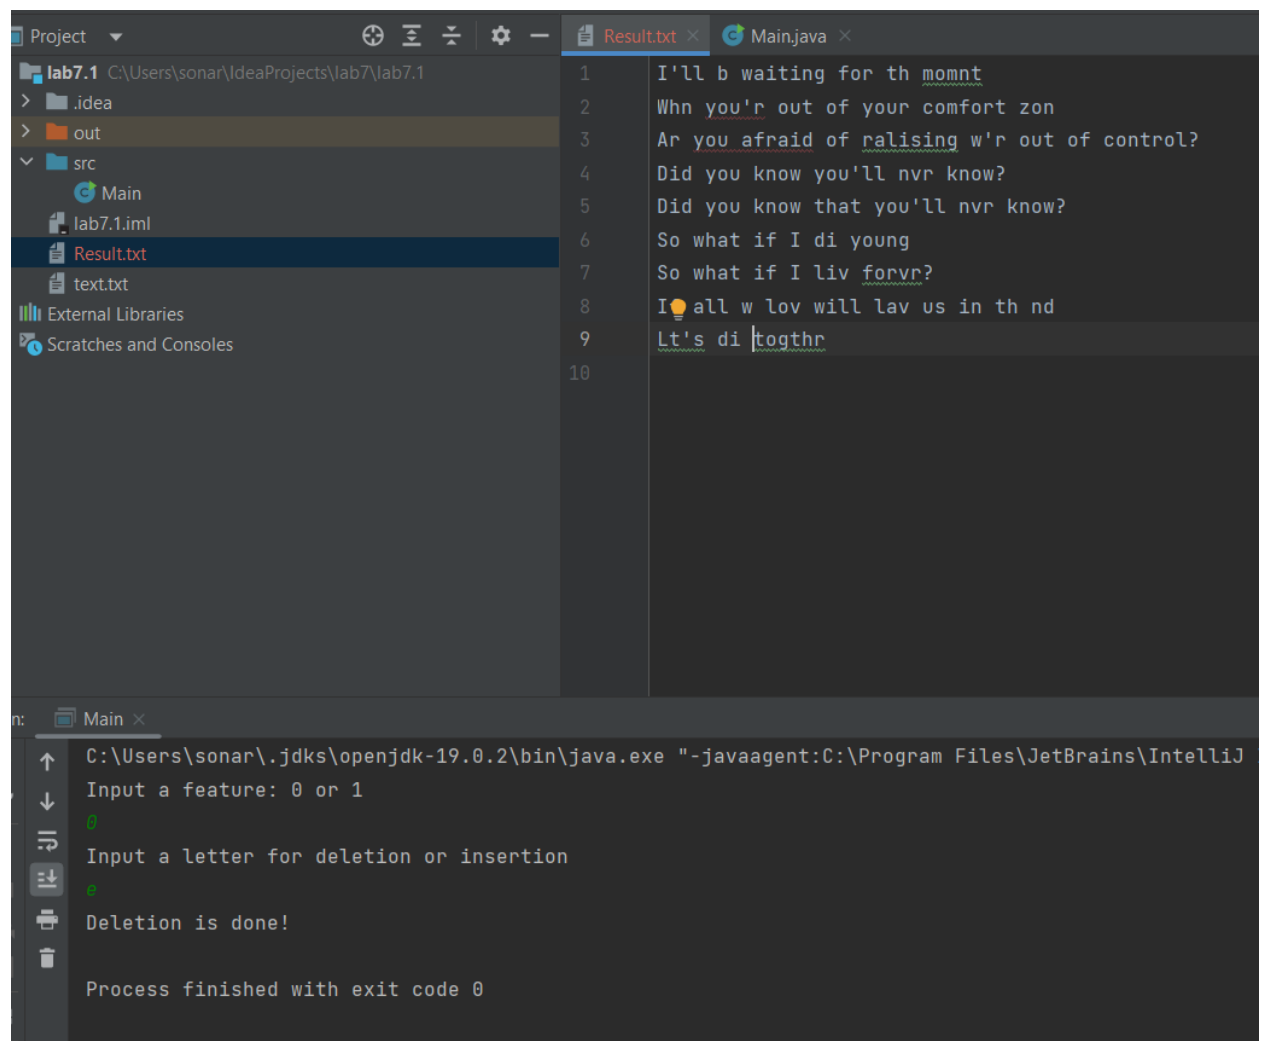 Project
lab7.1 C:\Users\sonar\IdeaProjects\lab7\lab7.1
.idea
out
src
Main
lab7.1.iml
Result.txt
text.txt
External Libraries
Scratches and Consoles
Result.txt Main.java
1 I'll b waiting for th momnt
2 Whn you'r out of your comfort zon
3 Ar you afraid of ralising w'r out of control?
4 Did you know you'll nvr know?
5 Did you know that you'll nvr know?
6 So what if I di young
7 So what if I liv forvr?
8 I all w lov will lav us in th nd
9 Lt's di togthr
10
n: Main
C:\Users\sonar\.jdks\openjdk-19.0.2\bin\java.exe "-javaagent:C:\Program Files\JetBrains\IntelliJ
Input a feature: 0 or 1
0
Input a letter for deletion or insertion
e
Deletion is done!
Process finished with exit code 0